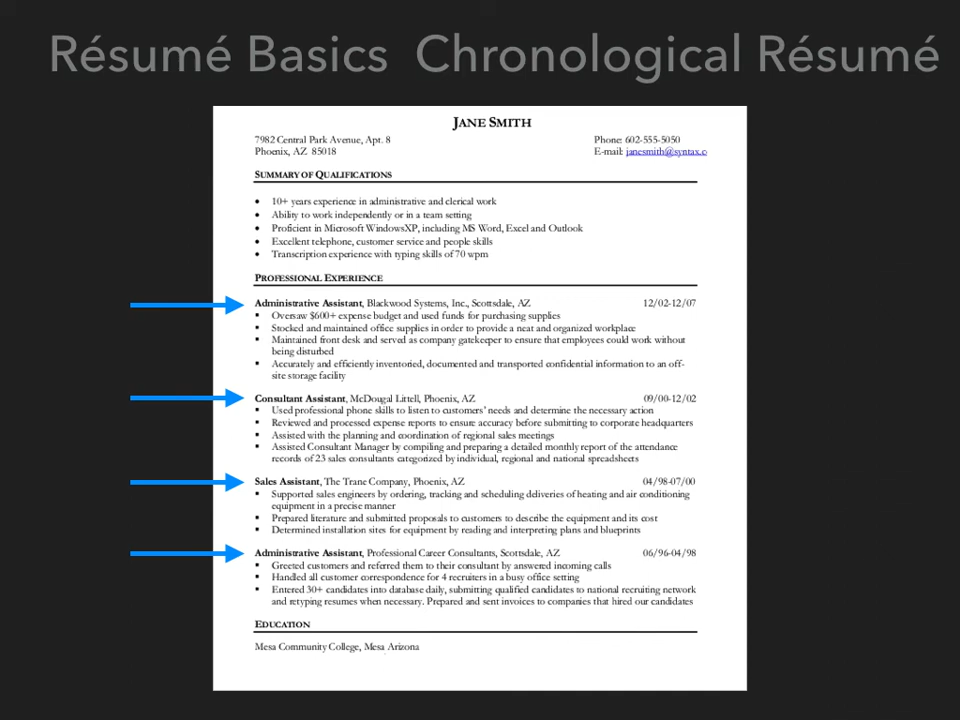 Résumé Basics Chronological Résumé
JANE SMITH
7982 Central Park Avenue, Apt. 8
Phoenix, AZ 85018
Phone: 602-555-5050
E-mail: janesmith@syntax.c
SUMMARY OF QUALIFICATIONS
• 10+ years experience in administrative and clerical work
• Ability to work independently or in a team setting
• Proficient in Microsoft WindowsXP, including MS Word, Excel and Outlook
• Excellent telephone, customer service and people skills
• Transcription experience with typing skills of 70 wpm
PROFESSIONAL EXPERIENCE
Administrative Assistant, Blackwood Systems, Inc., Scottsdale, AZ 12/02-12/07
▪ Oversaw $600+ expense budget and used funds for purchasing supplies
▪ Stocked and maintained office supplies in order to provide a neat and organized workplace
▪ Maintained front desk and served as company gatekeeper to ensure that employees could work without
being disturbed
▪ Accurately and efficiently inventoried, documented and transported confidential information to an off-
site storage facility
Consultant Assistant, McDougal Littell, Phoenix, AZ 09/00-12/02
▪ Used professional phone skills to listen to customers' needs and determine the necessary action
▪ Reviewed and processed expense reports to ensure accuracy before submitting to corporate headquarters
▪ Assisted with the planning and coordination of regional sales meetings
▪ Assisted Consultant Manager by compiling and preparing a detailed monthly report of the attendance
records of 23 sales consultants categorized by individual, regional and national spreadsheets
Sales Assistant, The Trane Company, Phoenix, AZ 04/98-07/00
▪ Supported sales engineers by ordering, tracking and scheduling deliveries of heating and air conditioning
equipment in a precise manner
▪ Prepared literature and submitted proposals to customers to describe the equipment and its cost
▪ Determined installation sites for equipment by reading and interpreting plans and blueprints
Administrative Assistant, Professional Career Consultants, Scottsdale, AZ 06/96-04/98
▪ Greeted customers and referred them to their consultant by answered incoming calls
▪ Handled all customer correspondence for 4 recruiters in a busy office setting
▪ Entered 30+ candidates into database daily, submitting qualified candidates to national recruiting network
and retyping resumes when necessary. Prepared and sent invoices to companies that hired our candidates
EDUCATION
Mesa Community College, Mesa Arizona